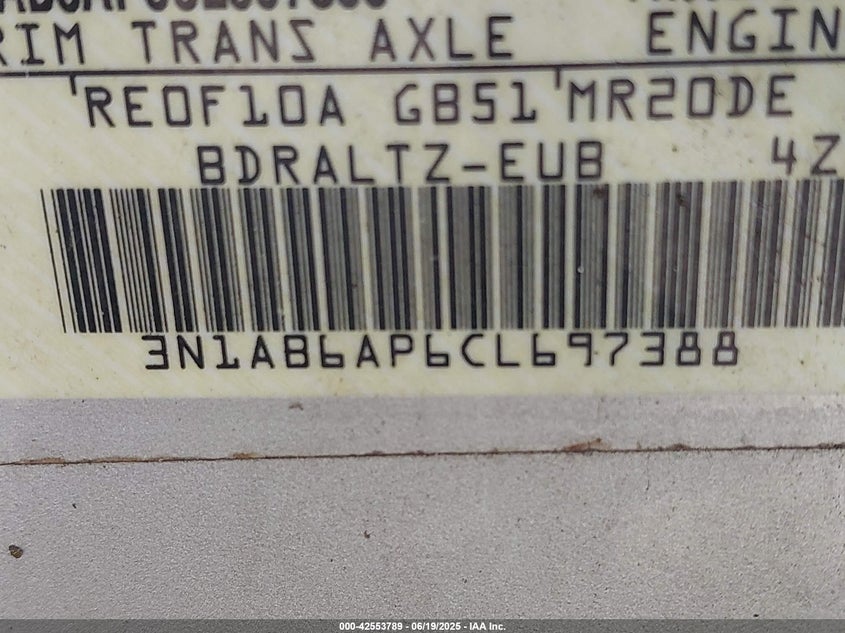 RIM TRANS AXLE ENGIN
RE0F10A GB51 MR20DE
BDRALTZ-EUB 4Z
3N1AB6AP6CL697388
000-42553789 - 06/19/2025 - IAA Inc.